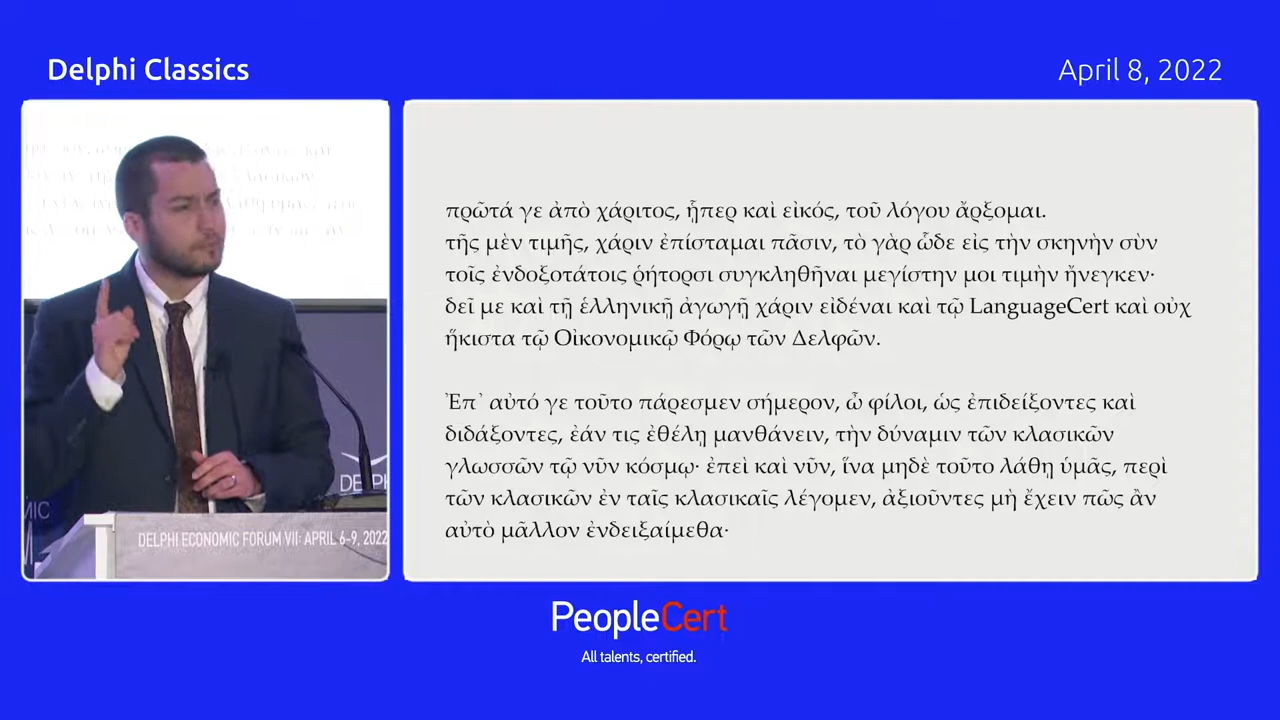 Delphi Classics
April 8, 2022
πρῶτά γε ἀπὸ χάριτος, ᾗπερ καὶ εἰκός, τοῦ λόγου ἄρξομαι.
τῆς μὲν τιμῆς, χάριν ἐπίσταμαι πᾶσιν, τὸ γὰρ ὧδε εἰς τὴν σκηνὴν σὺν
τοῖς ἐνδοξοτάτοις ῥήτορσι συγκληθῆναι μεγίστην μοι τιμὴν ἤνεγκεν·
δεῖ με καὶ τῇ ἑλληνικῇ ἀγωγῇ χάριν εἰδέναι καὶ τῷ LanguageCert καὶ οὐχ
ἥκιστα τῷ Οἰκονομικῷ Φόρῳ τῶν Δελφῶν.
Ἐπ᾽ αὐτό γε τοῦτο πάρεσμεν σήμερον, ὦ φίλοι, ὡς ἐπιδείξοντες καὶ
διδάξοντες, ἐάν τις ἐθέλῃ μανθάνειν, τὴν δύναμιν τῶν κλασικῶν
γλωσσῶν τῷ νῦν κόσμῳ· ἐπεὶ καὶ νῦν, ἵνα μηδὲ τοῦτο λάθῃ ὑμᾶς, περὶ
τῶν κλασικῶν ἐν ταῖς κλασικαῖς λέγομεν, ἀξιοῦντες μὴ ἔχειν πῶς ἂν
αὐτὸ μᾶλλον ἐνδειξαίμεθα·
DELPHI ECONOMIC FORUM VII: APRIL 6-9, 2022
PeopleCert
All talents, certified.